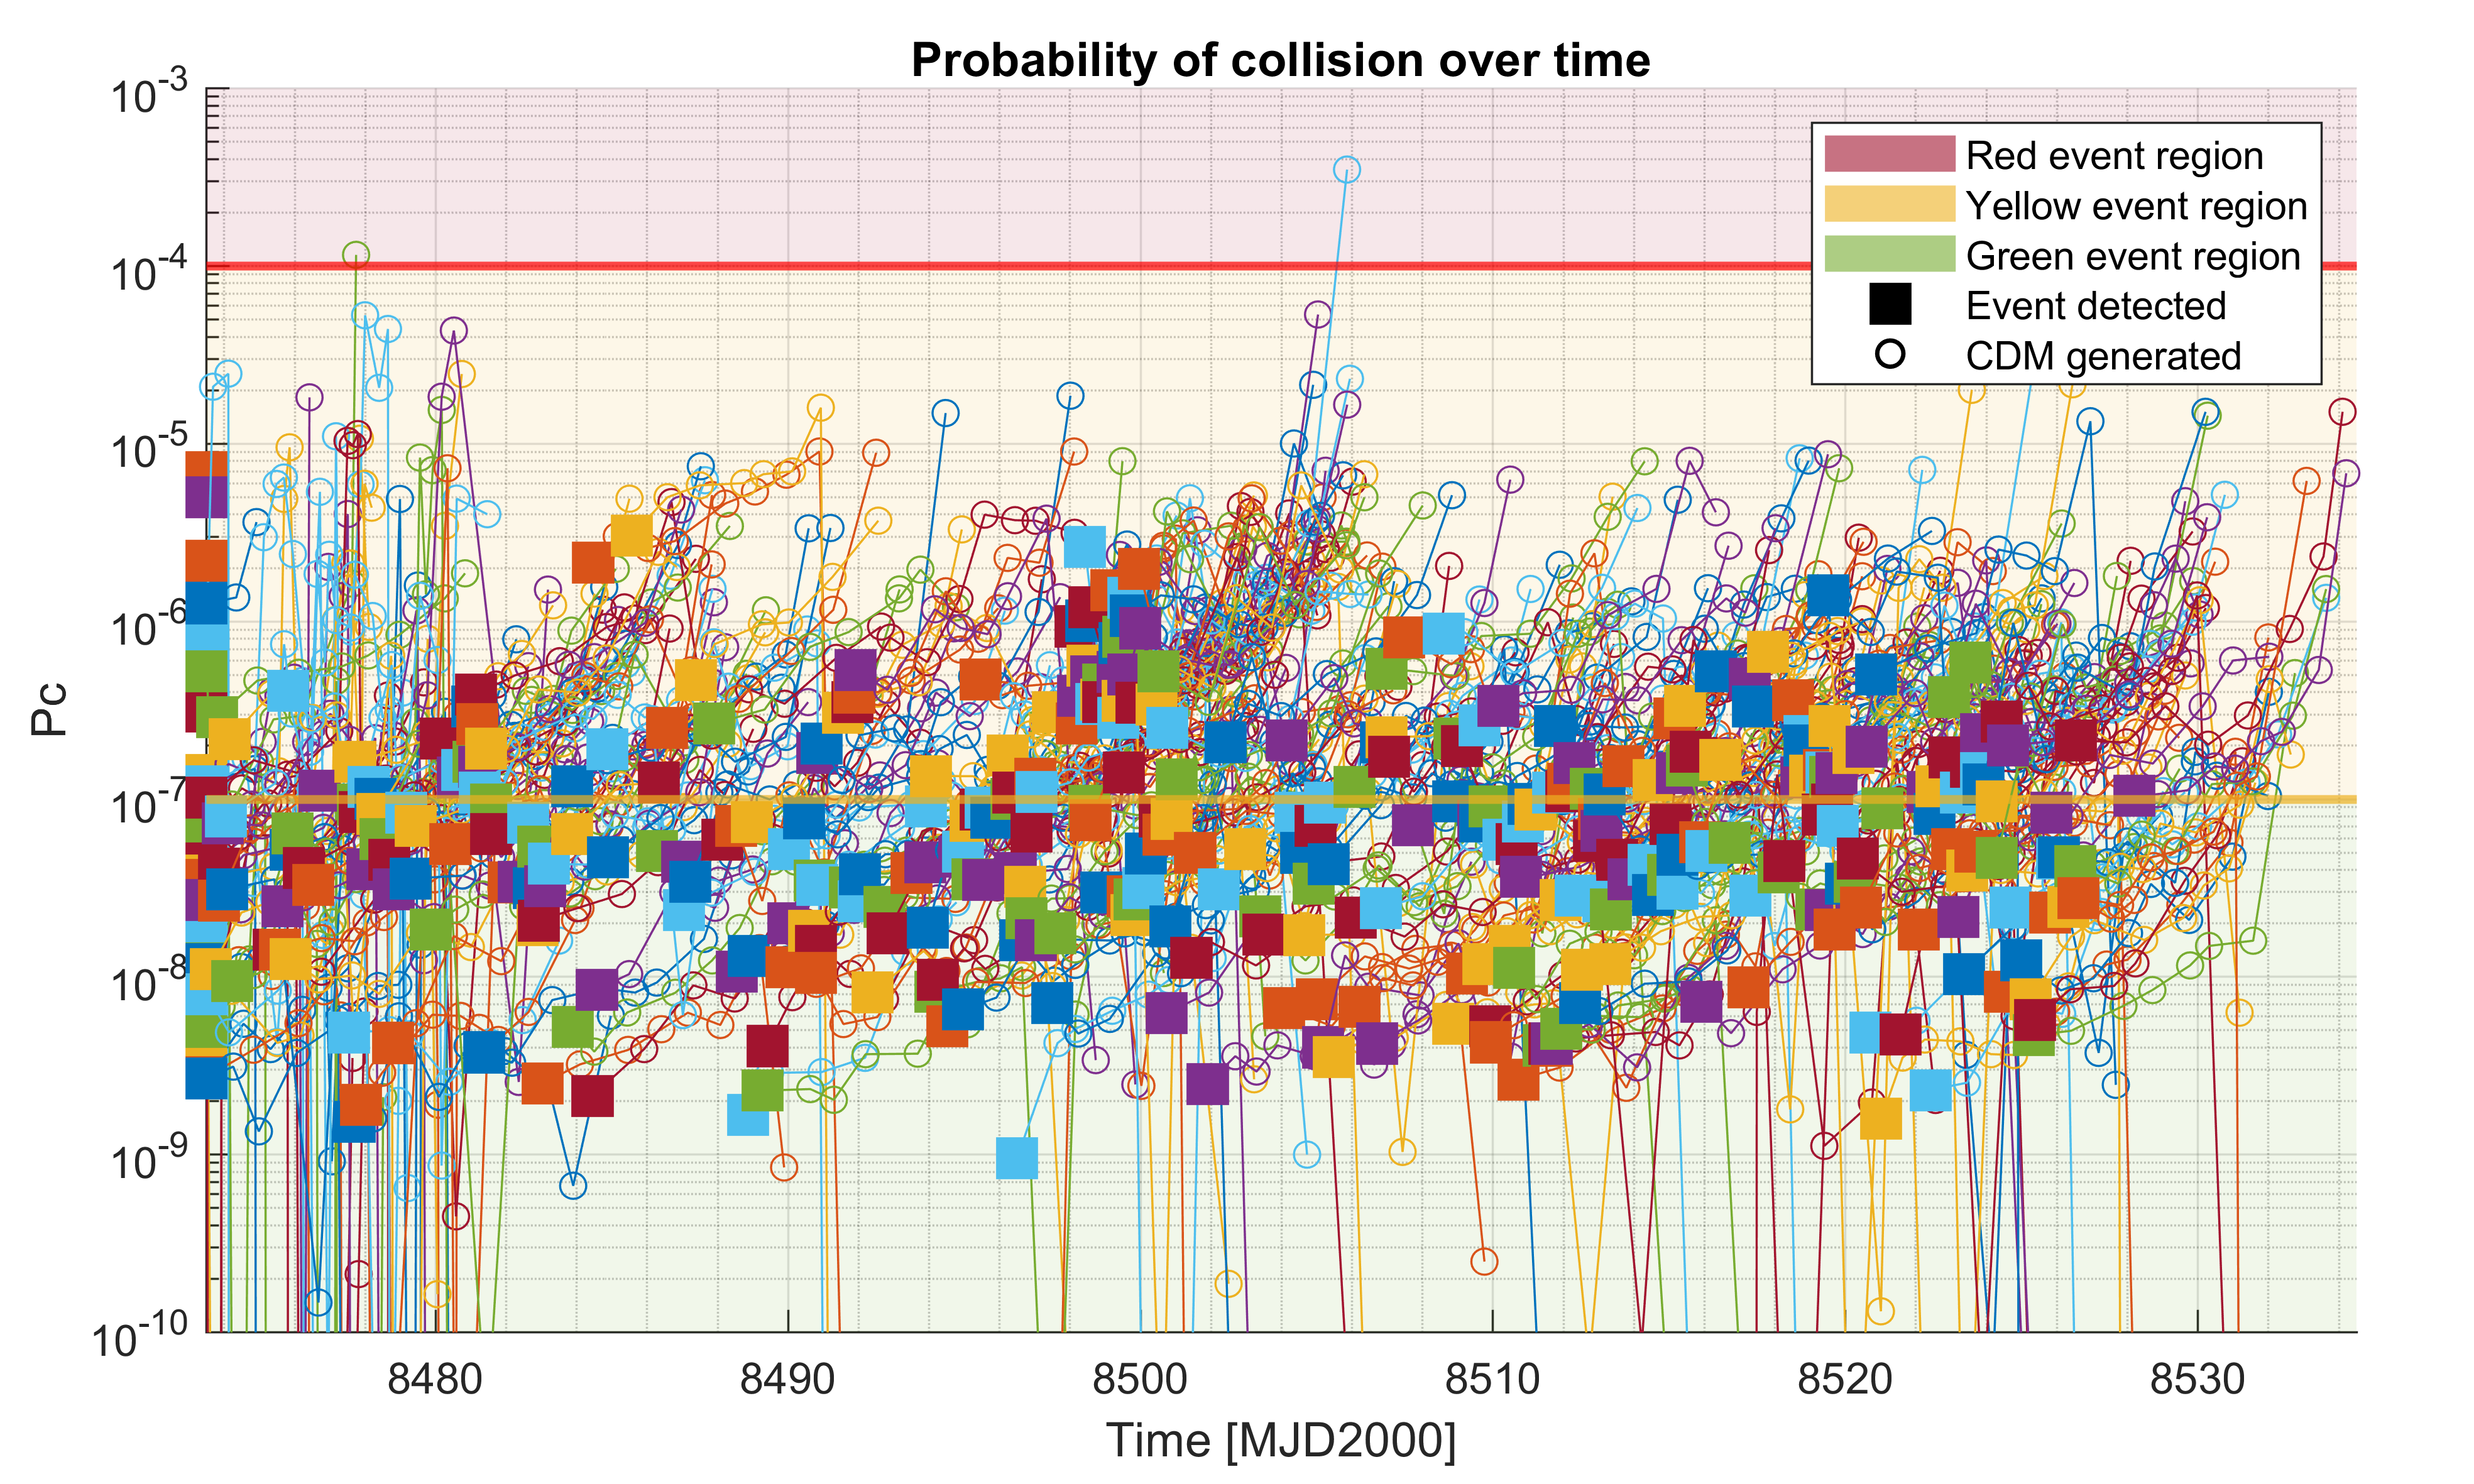 Probability of collision over time
10^-3
10^-4
10^-5
10^-6
10^-7
10^-8
10^-9
10^-10
Pc
Red event region
Yellow event region
Green event region
Event detected
CDM generated
8480 8490 8500 8510 8520 8530
Time [MJD2000]